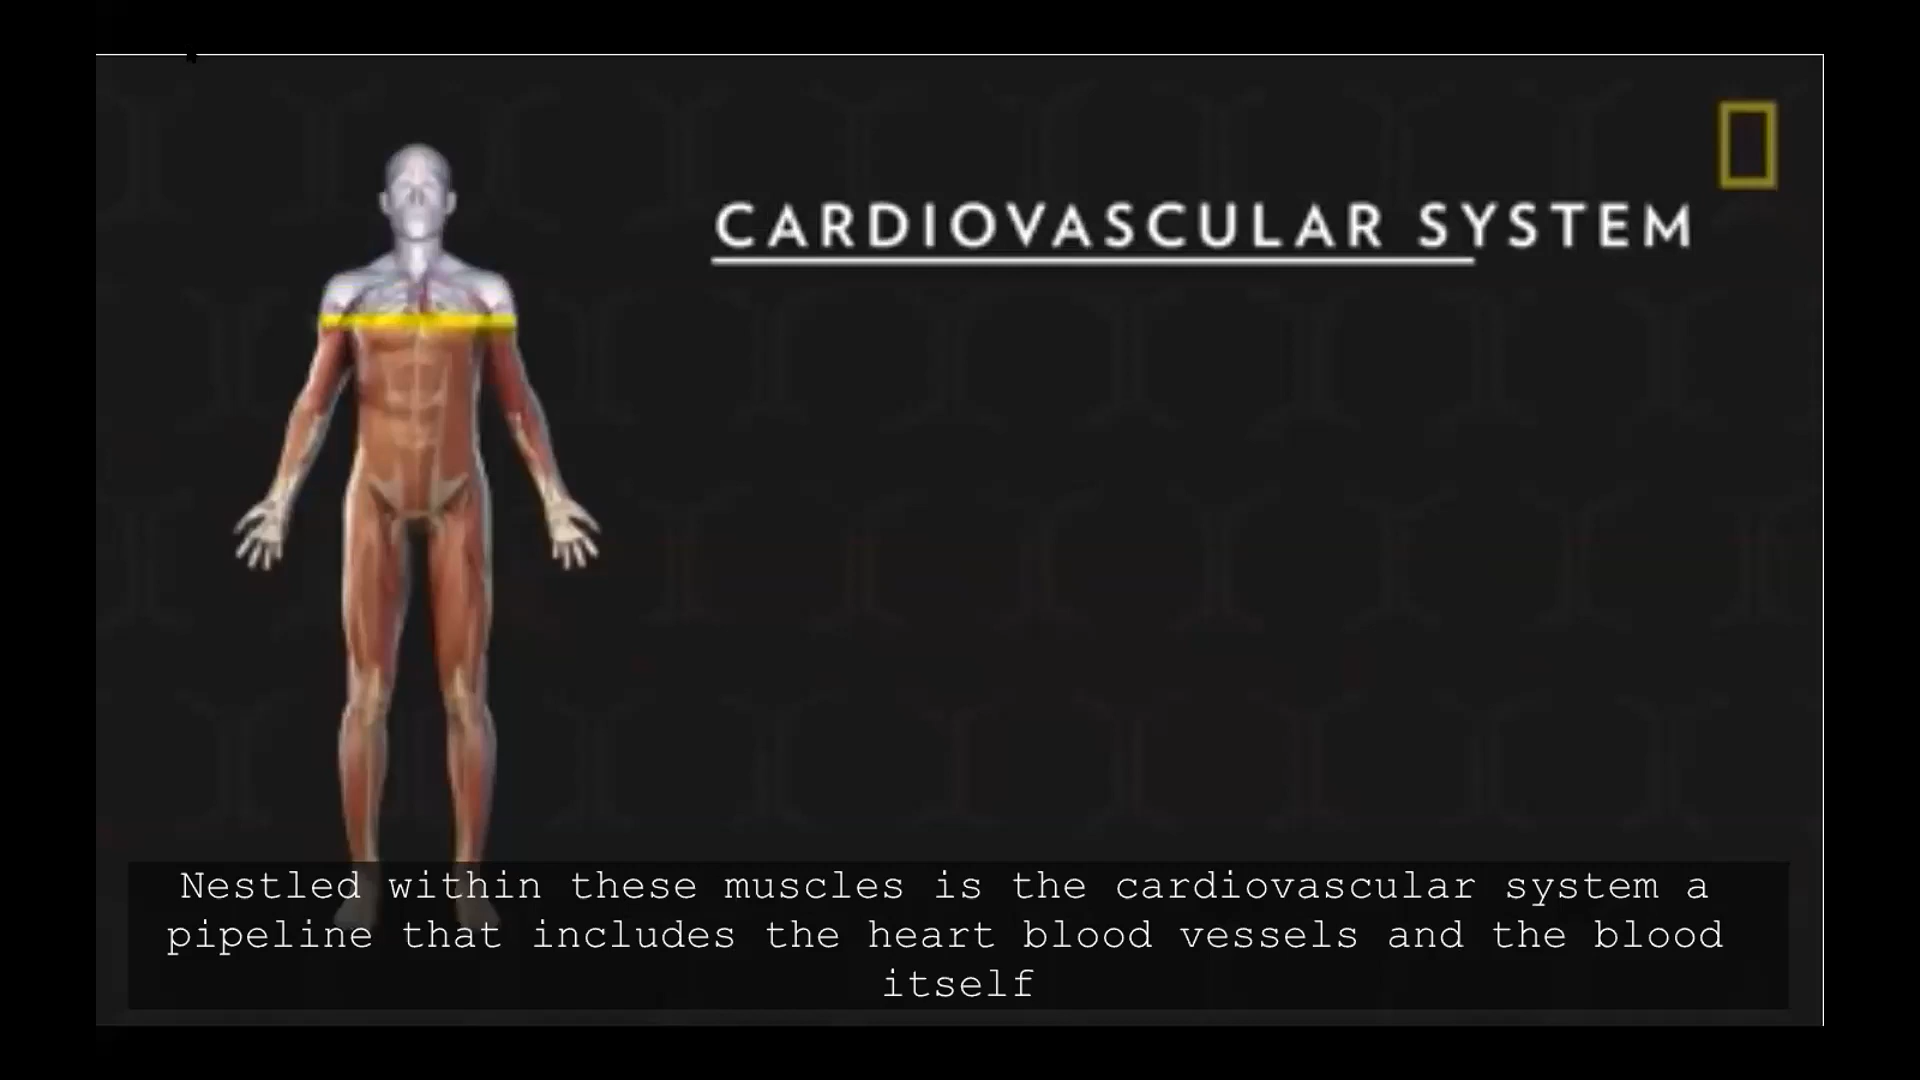 CARDIOVASCULAR SYSTEM
Nestled within these muscles is the cardiovascular system a
pipeline that includes the heart blood vessels and the blood
itself